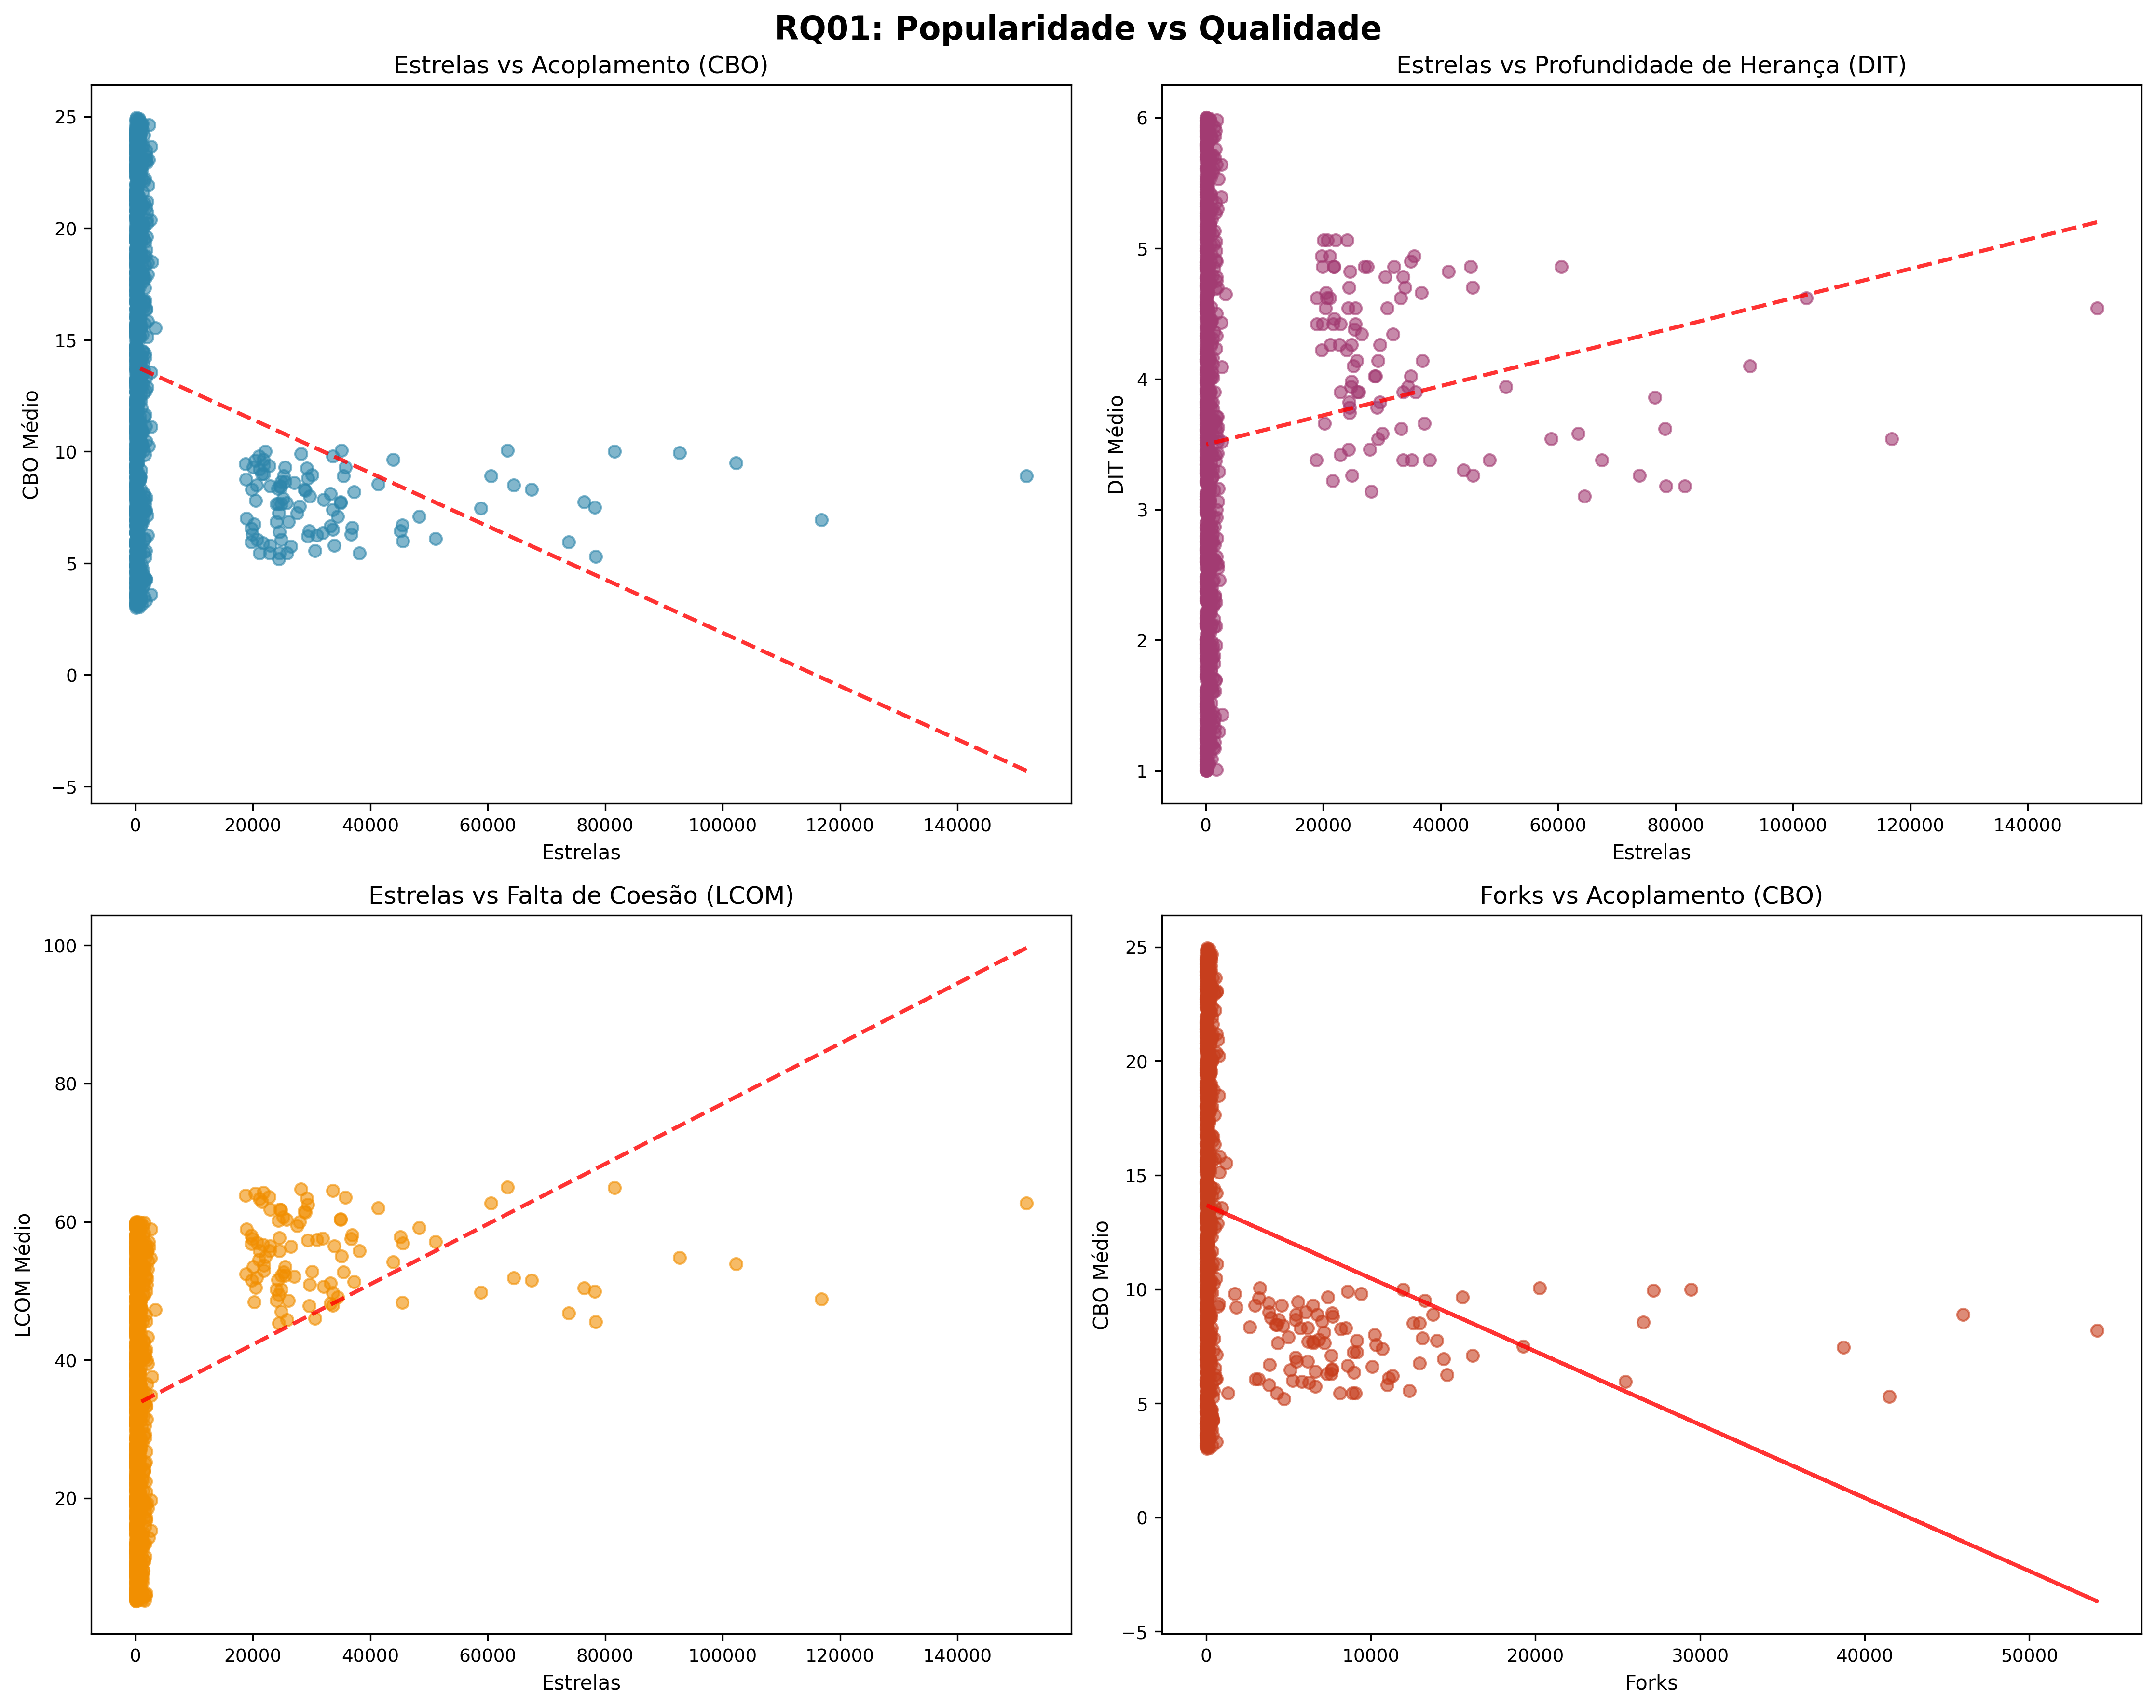 RQ01: Popularidade vs Qualidade
Estrelas vs Acoplamento (CBO)
25
20
15
10
5
0
−5
CBO Médio
0 20000 40000 60000 80000 100000 120000 140000
Estrelas
Estrelas vs Profundidade de Herança (DIT)
6
5
4
3
2
1
DIT Médio
0 20000 40000 60000 80000 100000 120000 140000
Estrelas
Estrelas vs Falta de Coesão (LCOM)
100
80
60
40
20
LCOM Médio
0 20000 40000 60000 80000 100000 120000 140000
Estrelas
Forks vs Acoplamento (CBO)
25
20
15
10
5
0
−5
CBO Médio
0 10000 20000 30000 40000 50000
Forks